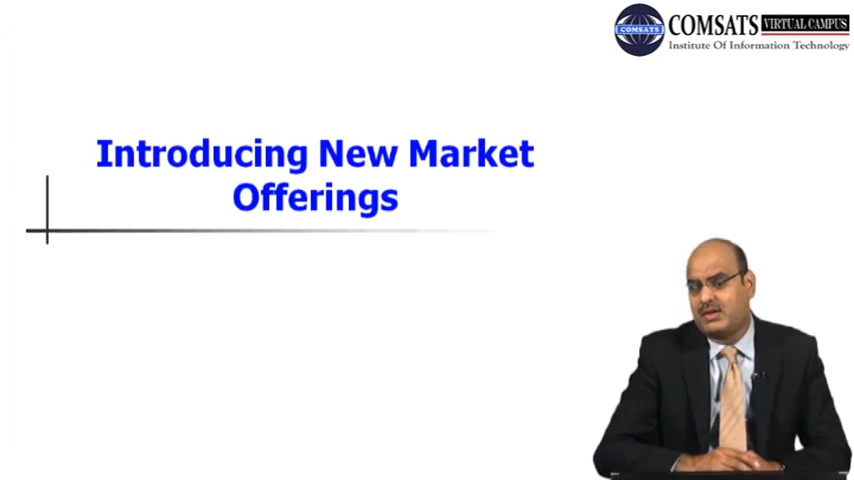 COMSATS
COMSATS VIRTUAL CAMPUS
Institute Of Information Technology
Introducing New Market
Offerings